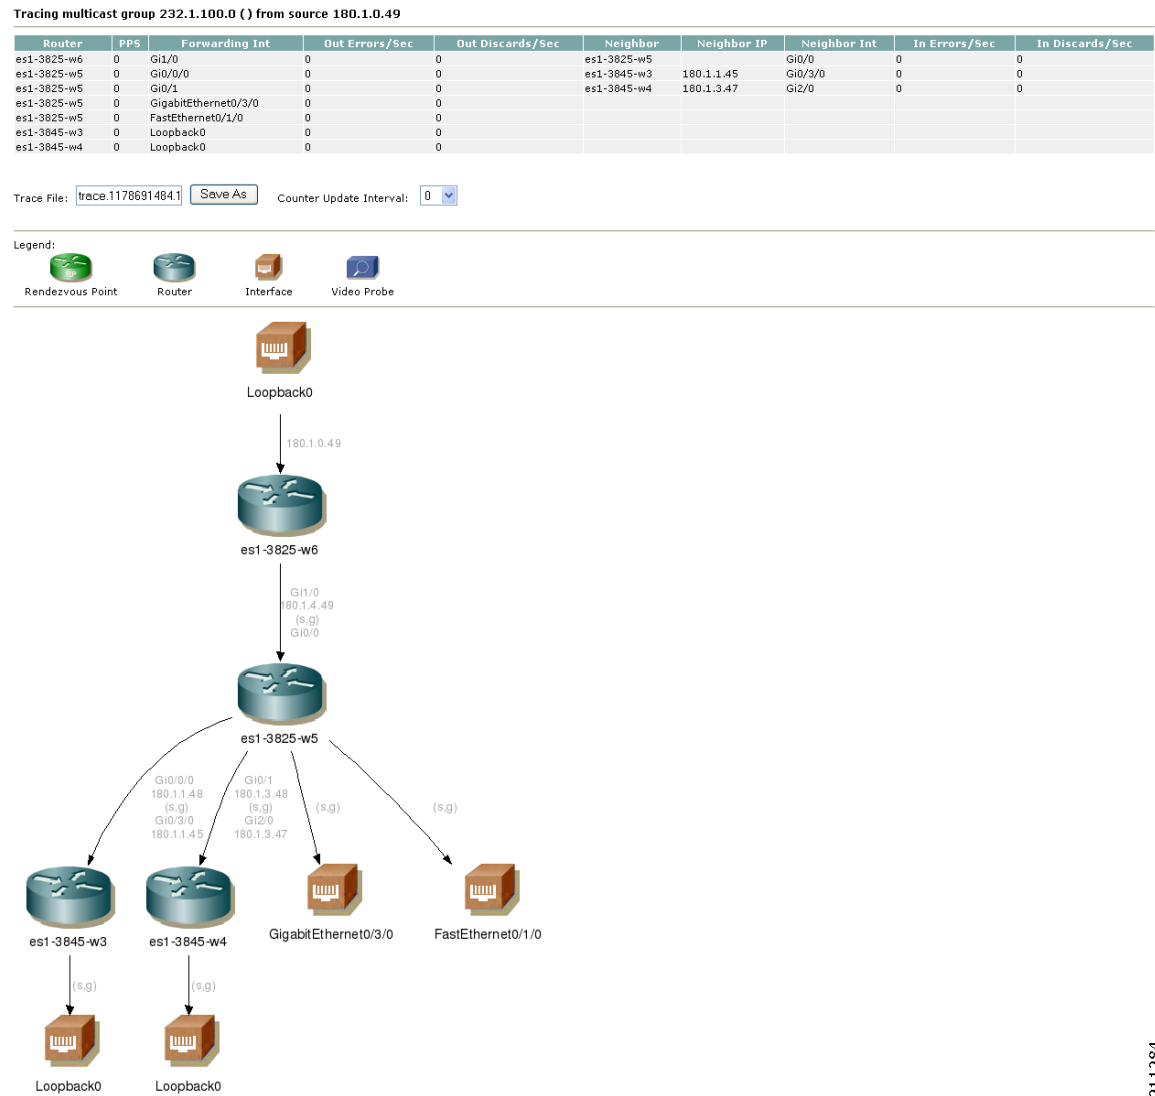 Tracing multicast group 232.1.100.0 ( ) from source 180.1.0.49
Router PPS Forwarding Int Out Errors/Sec Out Discards/Sec Neighbor Neighbor IP Neighbor Int In Errors/Sec In Discards/Sec
es1-3825-w6 0 Gi1/0 0 0 es1-3825-w5 Gi0/0 0 0
es1-3825-w5 0 Gi0/0/0 0 0 es1-3845-w3 180.1.1.45 Gi0/3/0 0 0
es1-3825-w5 0 Gi0/1 0 0 es1-3845-w4 180.1.3.47 Gi2/0 0 0
es1-3825-w5 0 GigabitEthernet0/3/0 0 0
es1-3825-w5 0 FastEthernet0/1/0 0 0
es1-3845-w3 0 Loopback0 0 0
es1-3845-w4 0 Loopback0 0 0
Trace File: trace.1178691484.1 Save As Counter Update Interval: 0
Legend:
RP
Rendezvous Point Router Interface Video Probe
Loopback0
180.1.0.49
es1-3825-w6
Gi1/0
180.1.4.49
(s,g)
Gi0/0
es1-3825-w5
Gi0/0/0
180.1.1.48
(s,g)
Gi0/3/0
180.1.1.45
Gi0/1
180.1.3.48
(s,g)
Gi2/0
180.1.3.47
(s,g)
(s,g)
es1-3845-w3
es1-3845-w4
GigabitEthernet0/3/0
FastEthernet0/1/0
(s,g)
(s,g)
Loopback0
Loopback0